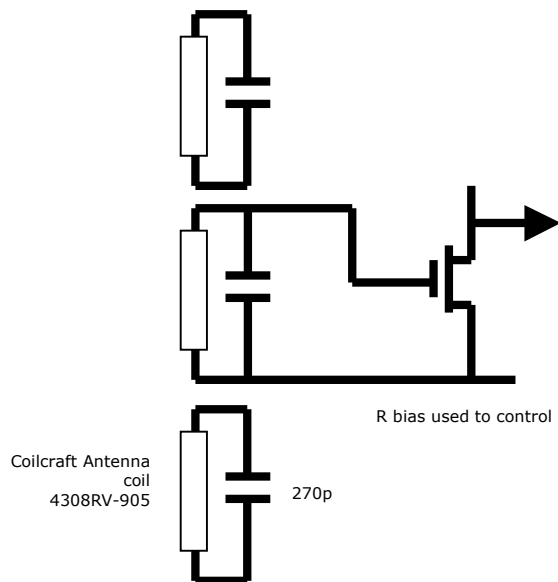 R bias used to control
Coilcraft Antenna
coil
4308RV-905
270p